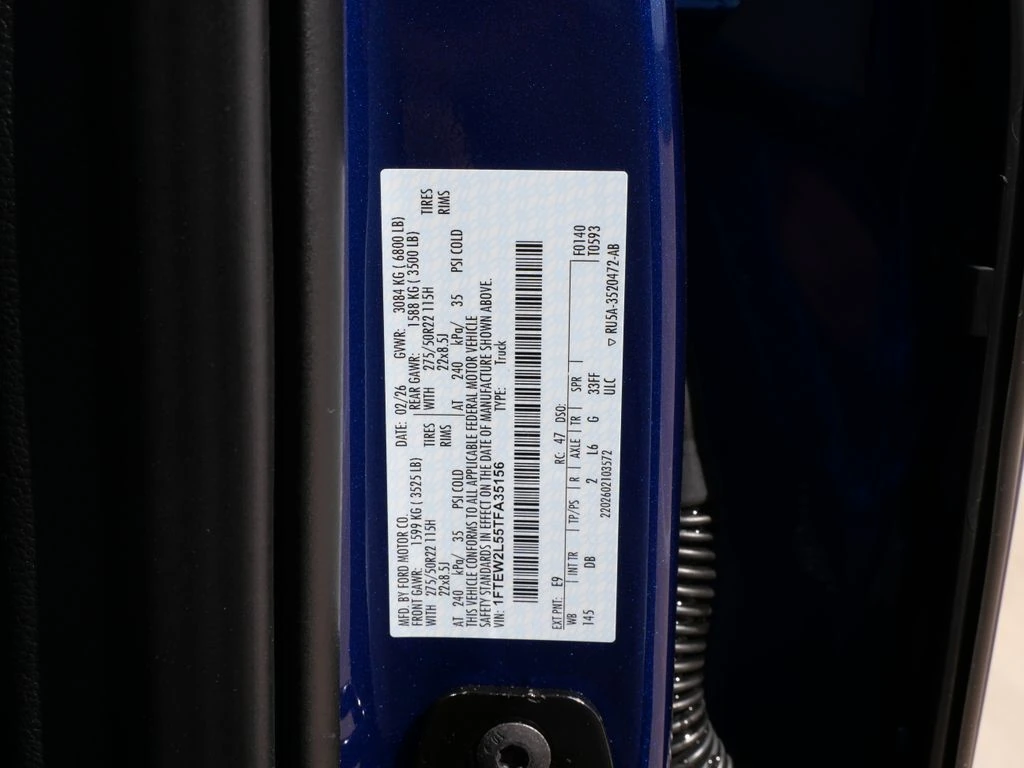 MFD. BY FORD MOTOR CO. DATE: 02/26 GVWR: 3084 KG ( 6800 LB)
FRONT GAWR: 1599 KG ( 3525 LB) REAR GAWR: 1588 KG ( 3500 LB)
WITH 275/50R22 115H TIRES WITH 275/50R22 115H TIRES
22x8.5J RIMS 22x8.5J RIMS
AT 240 kPa/ 35 PSI COLD AT 240 kPa/ 35 PSI COLD
THIS VEHICLE CONFORMS TO ALL APPLICABLE FEDERAL MOTOR VEHICLE
SAFETY STANDARDS IN EFFECT ON THE DATE OF MANUFACTURE SHOWN ABOVE.
VIN: 1FTEW2L55TFA35156 TYPE: Truck
EXT PNT: E9 RC: 47 DSO: F0140
WB INT TR TP/PS R AXLE TR SPR T0593
145 DB 2 L6 G 33FF
2202602103572 ULC ▽ RU5A-3520472-AB